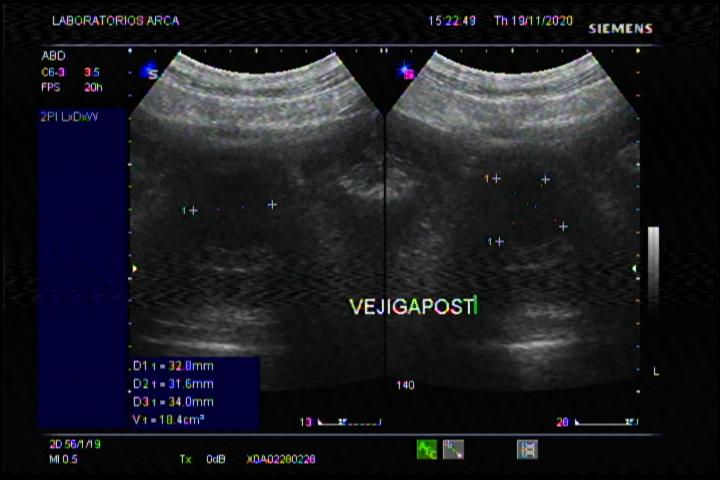 LABORATORIOS ARCA
15:22:49 Th 19/11/2020
SIEMENS
ABD
C6-3 3.5
FPS 20h
2PI LxDxW
S
S
1
1
1
VEJIGAPOST
D1 1 = 32.8mm
D2 1 = 31.6mm
D3 1 = 34.0mm
V 1 = 18.4cm³
140
L
13
28
2D 56/1/19
MI 0.5
Tx 0dB X0A02280228